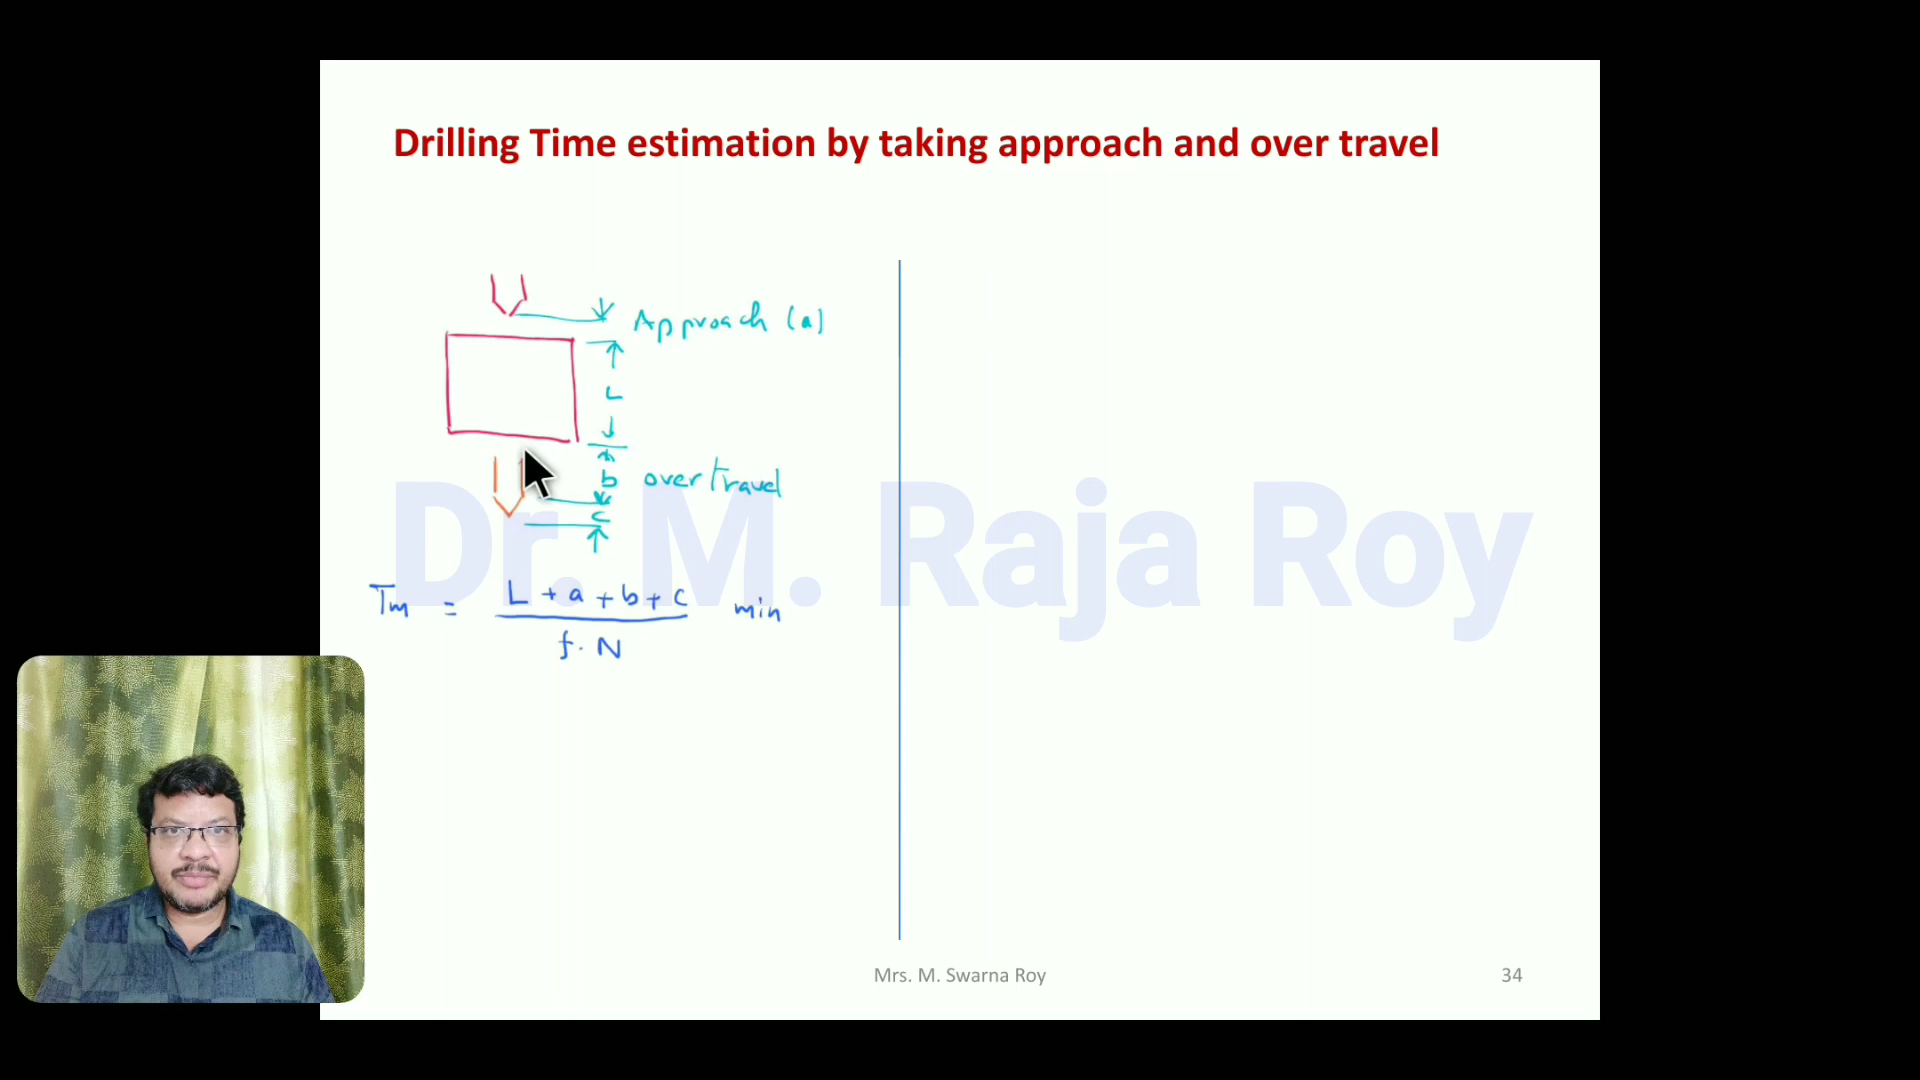 Drilling Time estimation by taking approach and over travel
Approach (a)
L
b over travel
c
Tm = L + a + b + c / f. N min
Dr. M. Raja Roy
Mrs. M. Swarna Roy
34